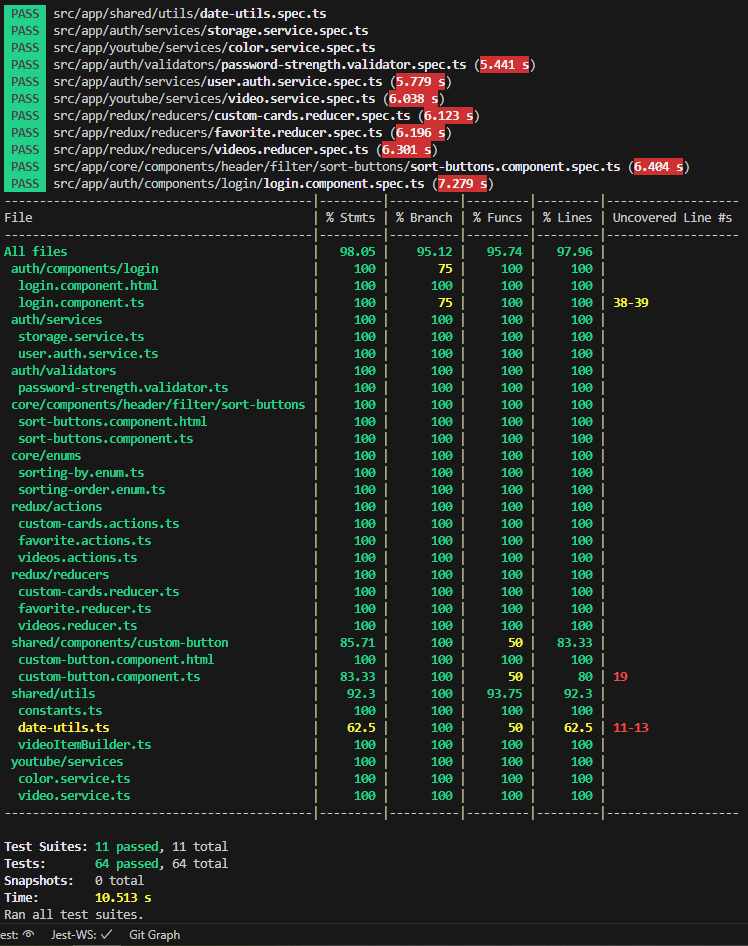 PASS src/app/shared/utils/date-utils.spec.ts
PASS src/app/auth/services/storage.service.spec.ts
PASS src/app/youtube/services/color.service.spec.ts
PASS src/app/auth/validators/password-strength.validator.spec.ts (5.441 s)
PASS src/app/auth/services/user.auth.service.spec.ts (5.779 s)
PASS src/app/youtube/services/video.service.spec.ts (6.038 s)
PASS src/app/redux/reducers/custom-cards.reducer.spec.ts (6.123 s)
PASS src/app/redux/reducers/favorite.reducer.spec.ts (6.196 s)
PASS src/app/redux/reducers/videos.reducer.spec.ts (6.301 s)
PASS src/app/core/components/header/filter/sort-buttons/sort-buttons.component.spec.ts (6.404 s)
PASS src/app/auth/components/login/login.component.spec.ts (7.279 s)
--------------------------------------------|---------|----------|---------|---------|-------------------
File | % Stmts | % Branch | % Funcs | % Lines | Uncovered Line #s
--------------------------------------------|---------|----------|---------|---------|-------------------
All files | 98.05 | 95.12 | 95.74 | 97.96 |
auth/components/login | 100 | 75 | 100 | 100 |
login.component.html | 100 | 100 | 100 | 100 |
login.component.ts | 100 | 75 | 100 | 100 | 38-39
auth/services | 100 | 100 | 100 | 100 |
storage.service.ts | 100 | 100 | 100 | 100 |
user.auth.service.ts | 100 | 100 | 100 | 100 |
auth/validators | 100 | 100 | 100 | 100 |
password-strength.validator.ts | 100 | 100 | 100 | 100 |
core/components/header/filter/sort-buttons | 100 | 100 | 100 | 100 |
sort-buttons.component.html | 100 | 100 | 100 | 100 |
sort-buttons.component.ts | 100 | 100 | 100 | 100 |
core/enums | 100 | 100 | 100 | 100 |
sorting-by.enum.ts | 100 | 100 | 100 | 100 |
sorting-order.enum.ts | 100 | 100 | 100 | 100 |
redux/actions | 100 | 100 | 100 | 100 |
custom-cards.actions.ts | 100 | 100 | 100 | 100 |
favorite.actions.ts | 100 | 100 | 100 | 100 |
videos.actions.ts | 100 | 100 | 100 | 100 |
redux/reducers | 100 | 100 | 100 | 100 |
custom-cards.reducer.ts | 100 | 100 | 100 | 100 |
favorite.reducer.ts | 100 | 100 | 100 | 100 |
videos.reducer.ts | 100 | 100 | 100 | 100 |
shared/components/custom-button | 85.71 | 100 | 50 | 83.33 |
custom-button.component.html | 100 | 100 | 100 | 100 |
custom-button.component.ts | 83.33 | 100 | 50 | 80 | 19
shared/utils | 92.3 | 100 | 93.75 | 92.3 |
constants.ts | 100 | 100 | 100 | 100 |
date-utils.ts | 62.5 | 100 | 50 | 62.5 | 11-13
videoItemBuilder.ts | 100 | 100 | 100 | 100 |
youtube/services | 100 | 100 | 100 | 100 |
color.service.ts | 100 | 100 | 100 | 100 |
video.service.ts | 100 | 100 | 100 | 100 |
--------------------------------------------|---------|----------|---------|---------|-------------------
Test Suites: 11 passed, 11 total
Tests: 64 passed, 64 total
Snapshots: 0 total
Time: 10.513 s
Ran all test suites.
est: Jest-WS: ✓ Git Graph